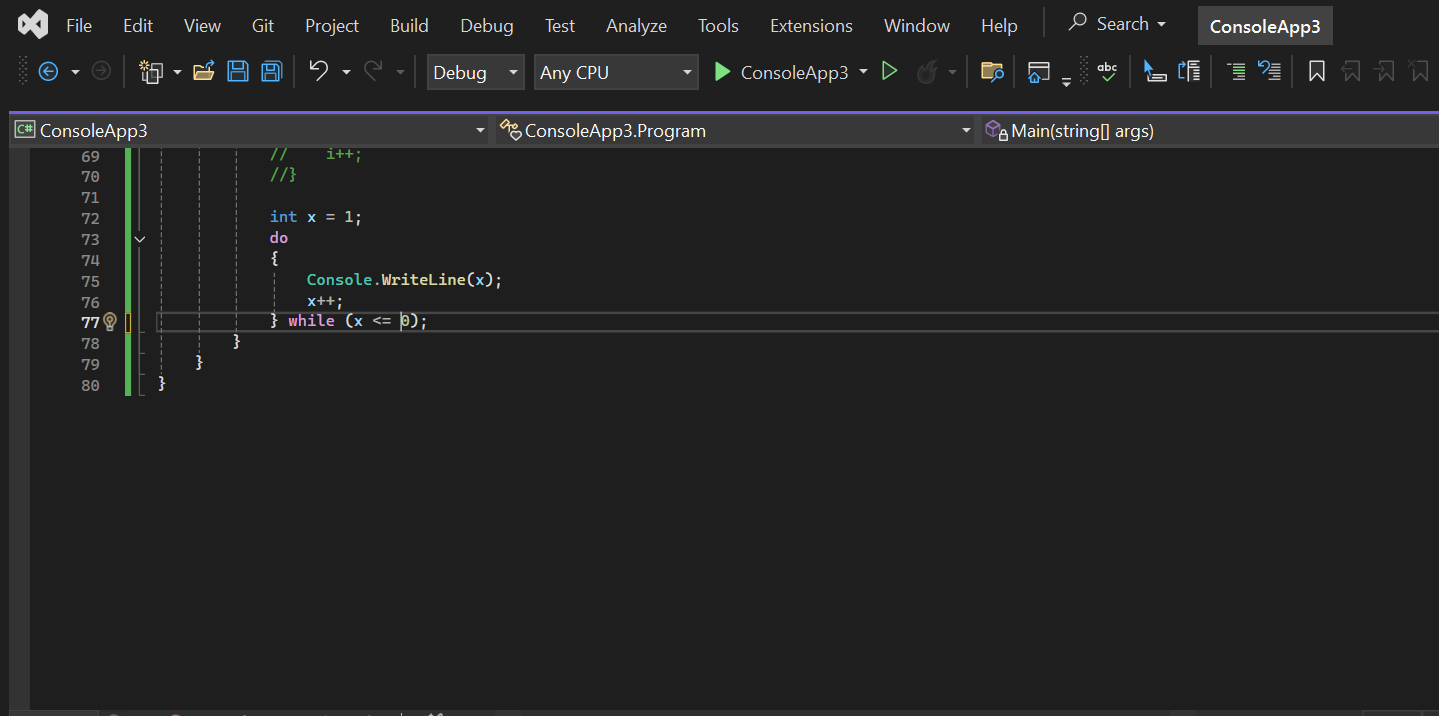 File Edit View Git Project Build Debug Test Analyze Tools Extensions Window Help Search ConsoleApp3
Debug Any CPU ConsoleApp3 abc
C# ConsoleApp3 ConsoleApp3.Program Main(string[] args)
69 // i++;
70 //}
71
72 int x = 1;
73 do
74 {
75 Console.WriteLine(x);
76 x++;
77 } while (x <= 0);
78 }
79 }
80 }